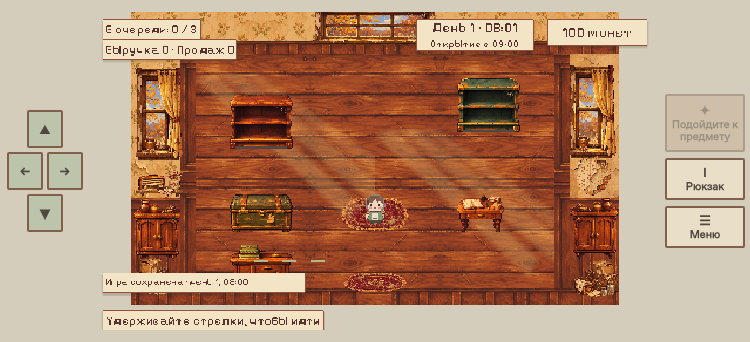 В очереди: 0 / 3
Выручка 0 · Продаж 0
День 1 · 08:01
Открытие в 09:00
100 монет
Подойдите к
предмету
Рюкзак
Меню
Игра сохранена: день 1, 08:00
Удерживайте стрелки, чтобы идти